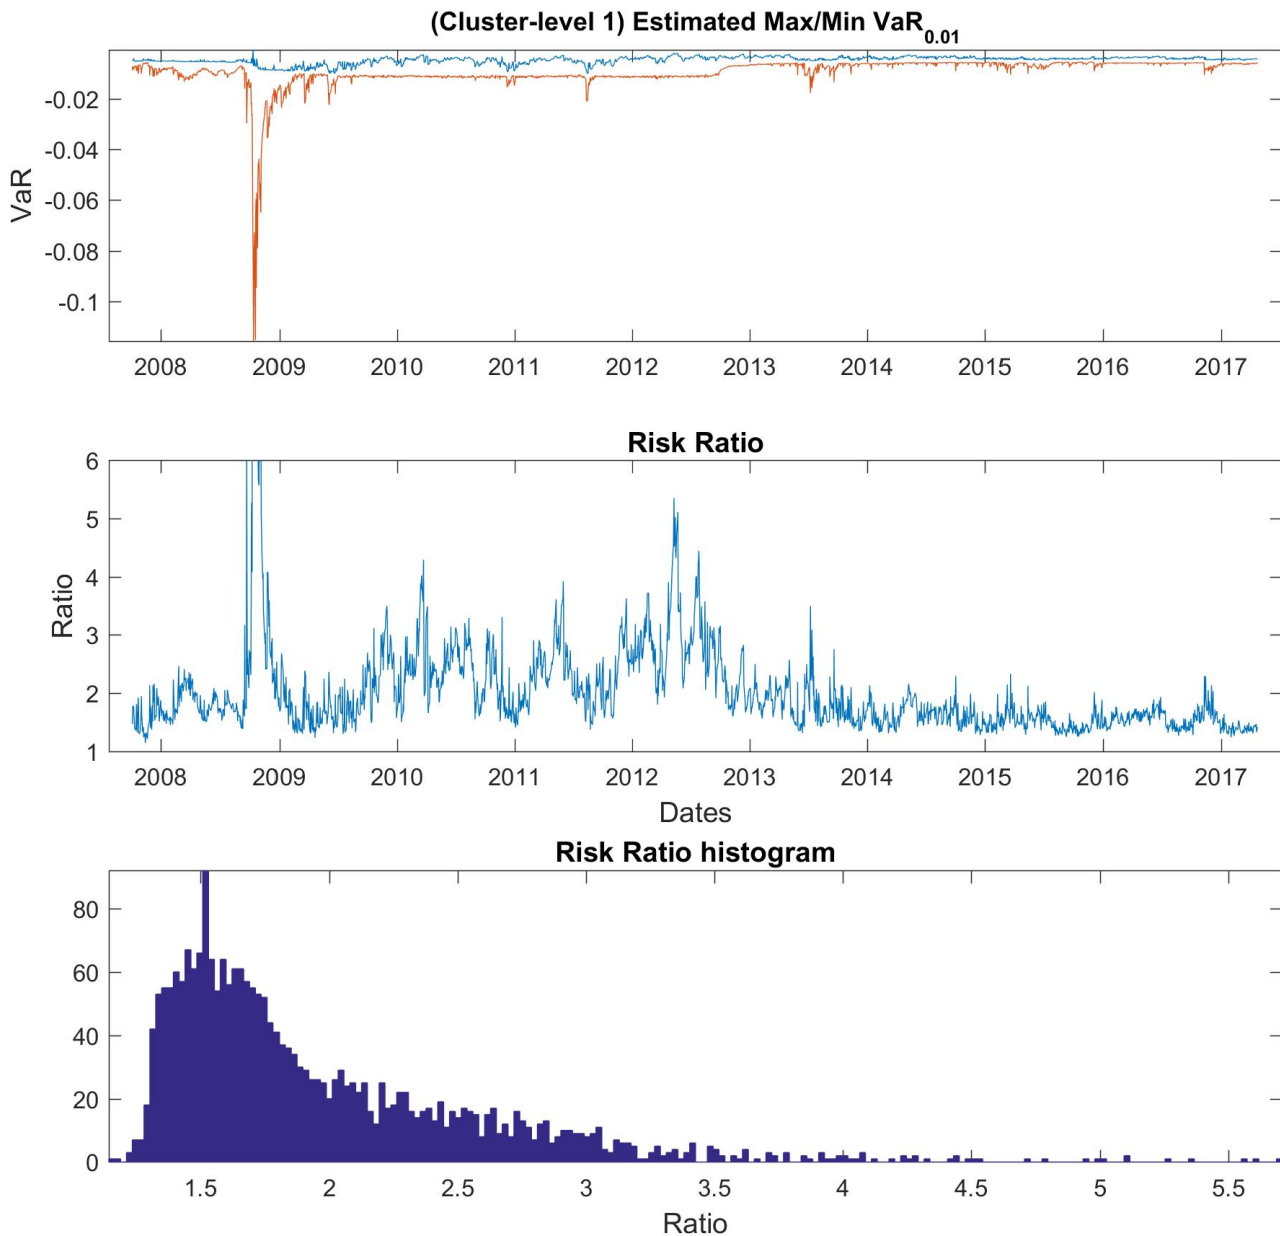 (Cluster-level 1) Estimated Max/Min VaR0.01
VaR
-0.02
-0.04
-0.06
-0.08
-0.1
2008 2009 2010 2011 2012 2013 2014 2015 2016 2017
Risk Ratio
Ratio
6
5
4
3
2
1
2008 2009 2010 2011 2012 2013 2014 2015 2016 2017
Dates
Risk Ratio histogram
80
60
40
20
0
1.5 2 2.5 3 3.5 4 4.5 5 5.5
Ratio